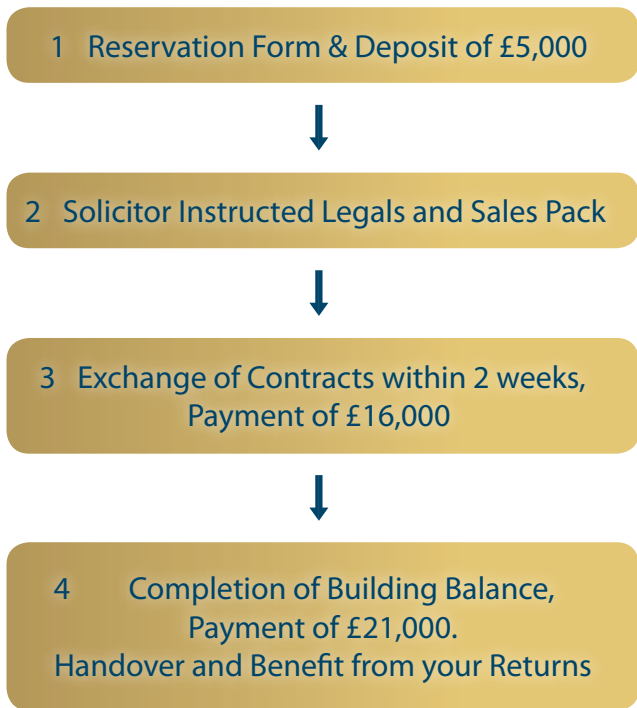 1 Reservation Form & Deposit of £5,000
2 Solicitor Instructed Legals and Sales Pack
3 Exchange of Contracts within 2 weeks,
Payment of £16,000
4 Completion of Building Balance,
Payment of £21,000.
Handover and Benefit from your Returns